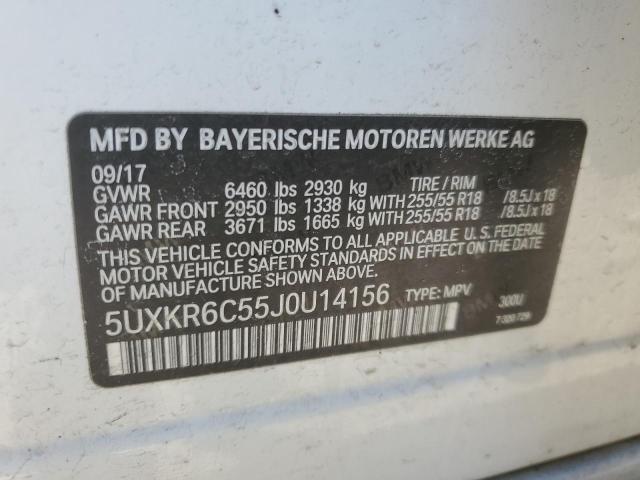 MFD BY BAYERISCHE MOTOREN WERKE AG
09/17 TIRE / RIM
GVWR 6460 lbs 2930 kg
GAWR FRONT 2950 lbs 1338 kg WITH 255/55 R18 /8.5J x 18
GAWR REAR 3671 lbs 1665 kg WITH 255/55 R18 /8.5J x 18
THIS VEHICLE CONFORMS TO ALL APPLICABLE U. S. FEDERAL
MOTOR VEHICLE SAFETY STANDARDS IN EFFECT ON THE DATE
OF MANUFACTURE SHOWN ABOVE.
5UXKR6C55J0U14156 TYPE: MPV 300U